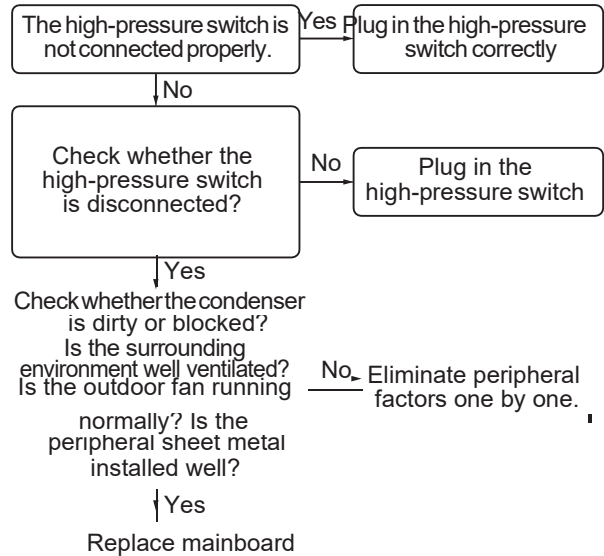 The high-pressure switch is
not connected properly.
Yes
Plug in the high-pressure
switch correctly
No
Check whether the
high-pressure switch
is disconnected?
No
Plug in the
high-pressure switch
Yes
Check whether the condenser
is dirty or blocked?
Is the surrounding
environment well ventilated?
Is the outdoor fan running
normally? Is the
peripheral sheet metal
installed well?
No
Eliminate peripheral
factors one by one.
Yes
Replace mainboard